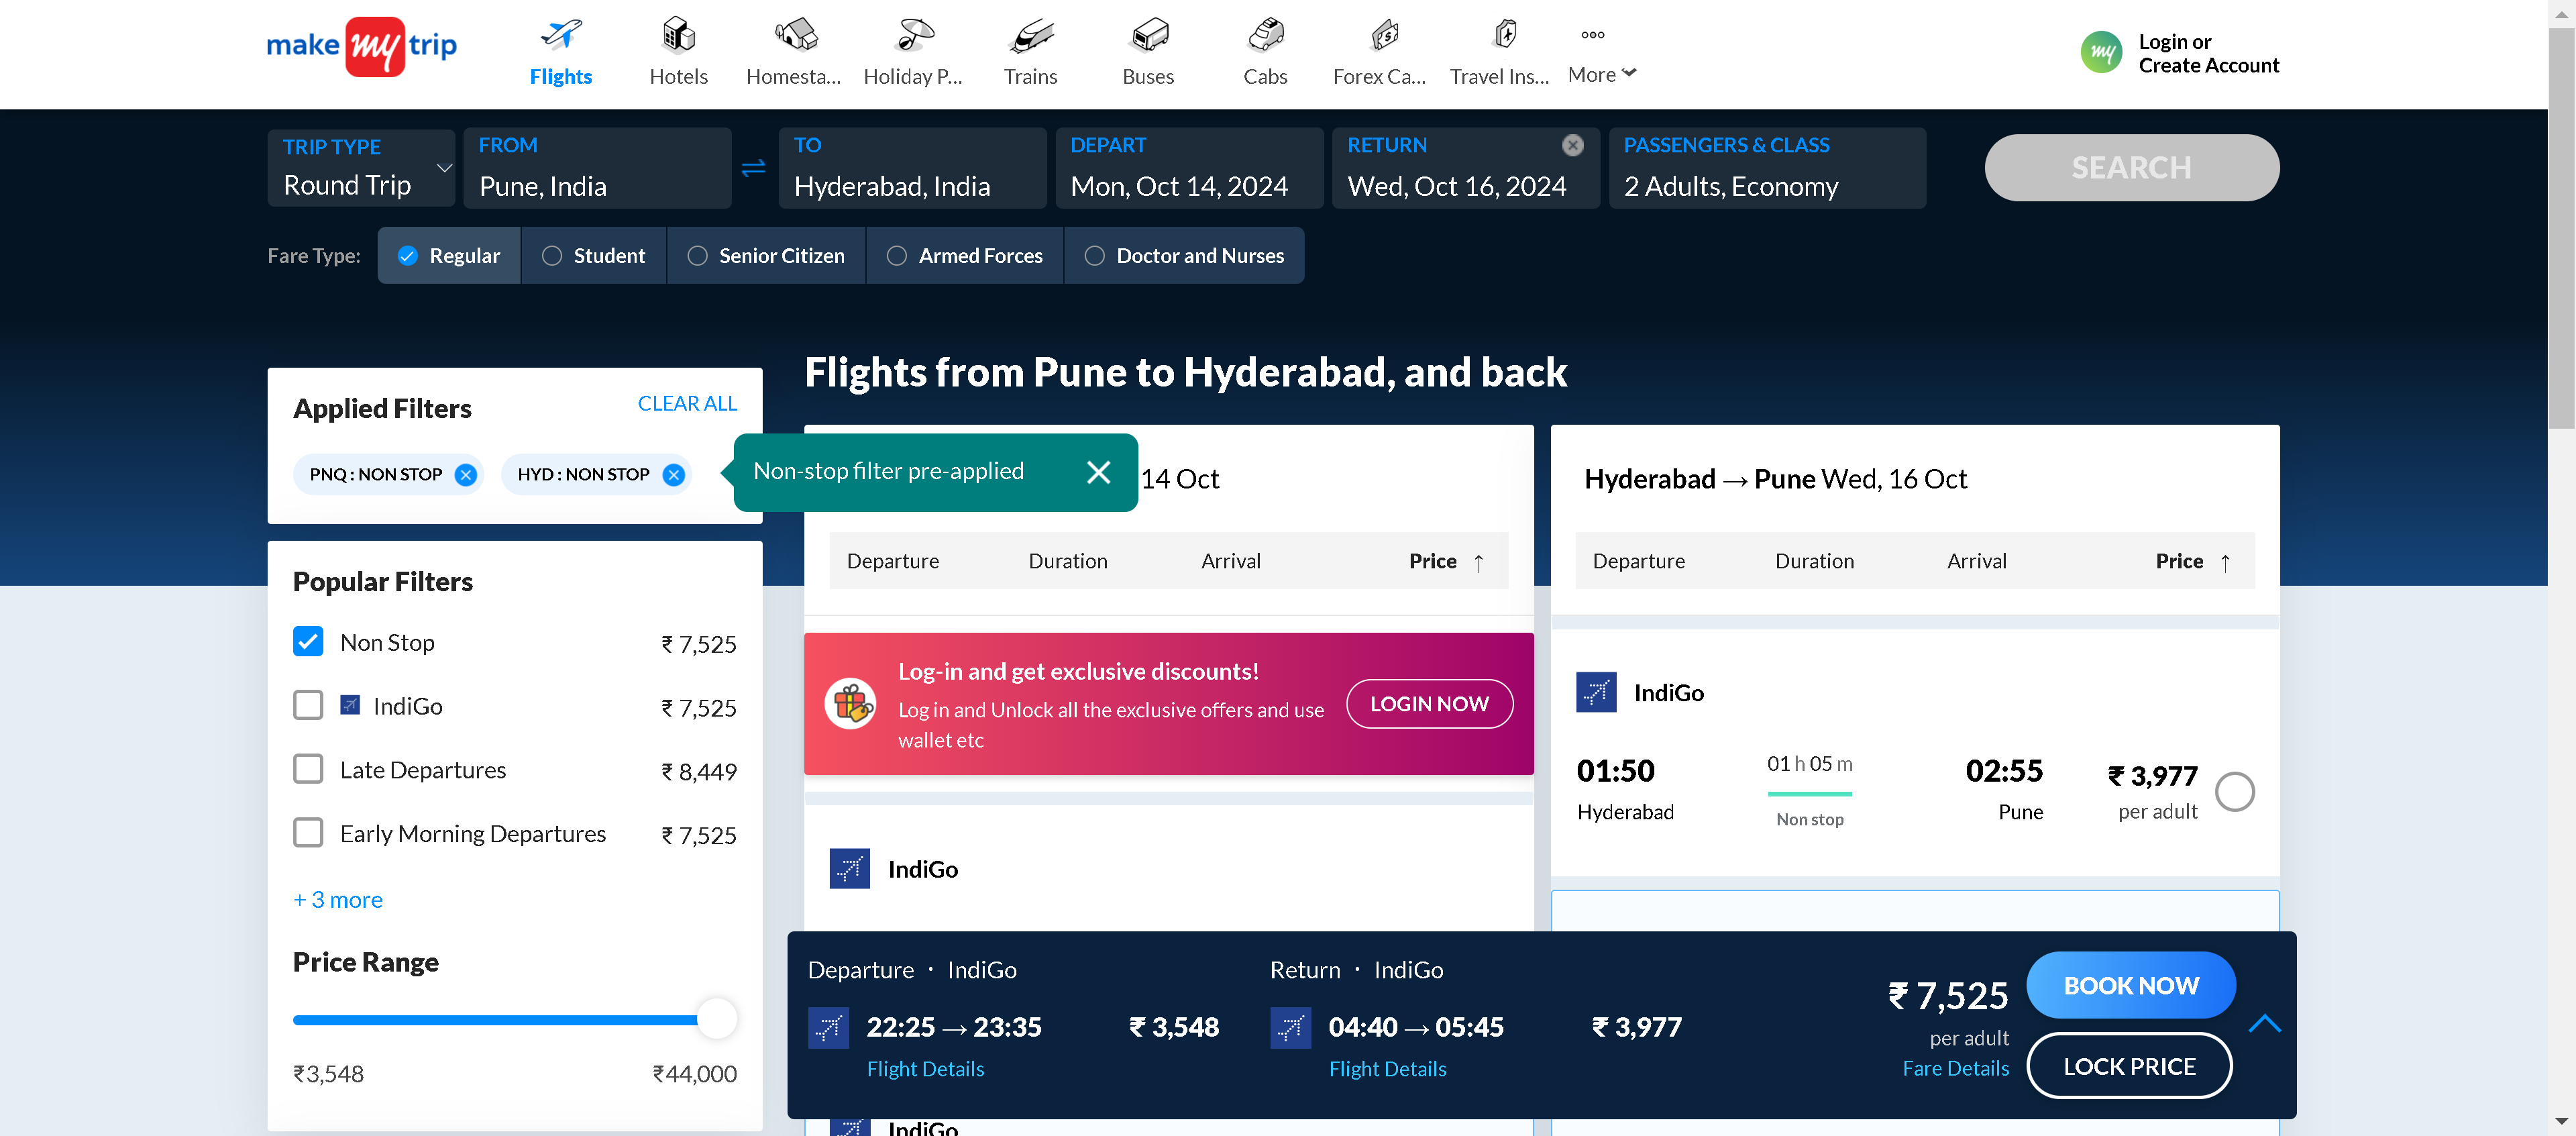 make my trip
Flights
Hotels
Homesta...
Holiday P...
Trains
Buses
Cabs
Forex Ca...
Travel Ins...
More
my
Login or
Create Account
TRIP TYPE
Round Trip
FROM
Pune, India
TO
Hyderabad, India
DEPART
Mon, Oct 14, 2024
RETURN
Wed, Oct 16, 2024
PASSENGERS & CLASS
2 Adults, Economy
SEARCH
Fare Type:
Regular
Student
Senior Citizen
Armed Forces
Doctor and Nurses
Flights from Pune to Hyderabad, and back
Applied Filters
CLEAR ALL
PNQ : NON STOP
HYD : NON STOP
Non-stop filter pre-applied
Popular Filters
Non Stop
₹ 7,525
IndiGo
₹ 7,525
Late Departures
₹ 8,449
Early Morning Departures
₹ 7,525
+ 3 more
Price Range
₹3,548
₹44,000
14 Oct
Departure
Duration
Arrival
Price ↑
Log-in and get exclusive discounts!
Log in and Unlock all the exclusive offers and use
wallet etc
LOGIN NOW
IndiGo
Hyderabad → Pune Wed, 16 Oct
Departure
Duration
Arrival
Price ↑
IndiGo
01:50
Hyderabad
01 h 05 m
Non stop
02:55
Pune
₹ 3,977
per adult
Departure · IndiGo
22:25 → 23:35
₹ 3,548
Flight Details
Return · IndiGo
04:40 → 05:45
₹ 3,977
Flight Details
₹ 7,525
per adult
Fare Details
BOOK NOW
LOCK PRICE
IndiGo